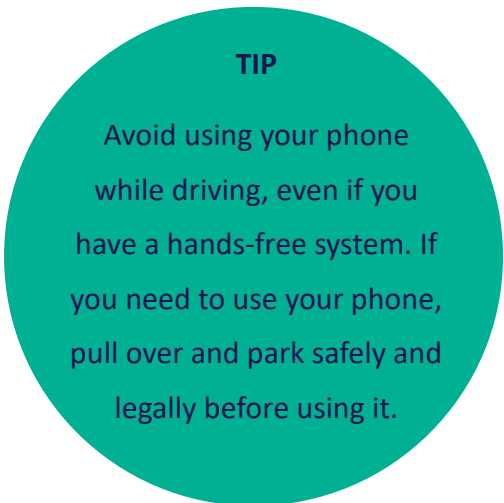 TIP
Avoid using your phone
while driving, even if you
have a hands-free system. If
you need to use your phone,
pull over and park safely and
legally before using it.